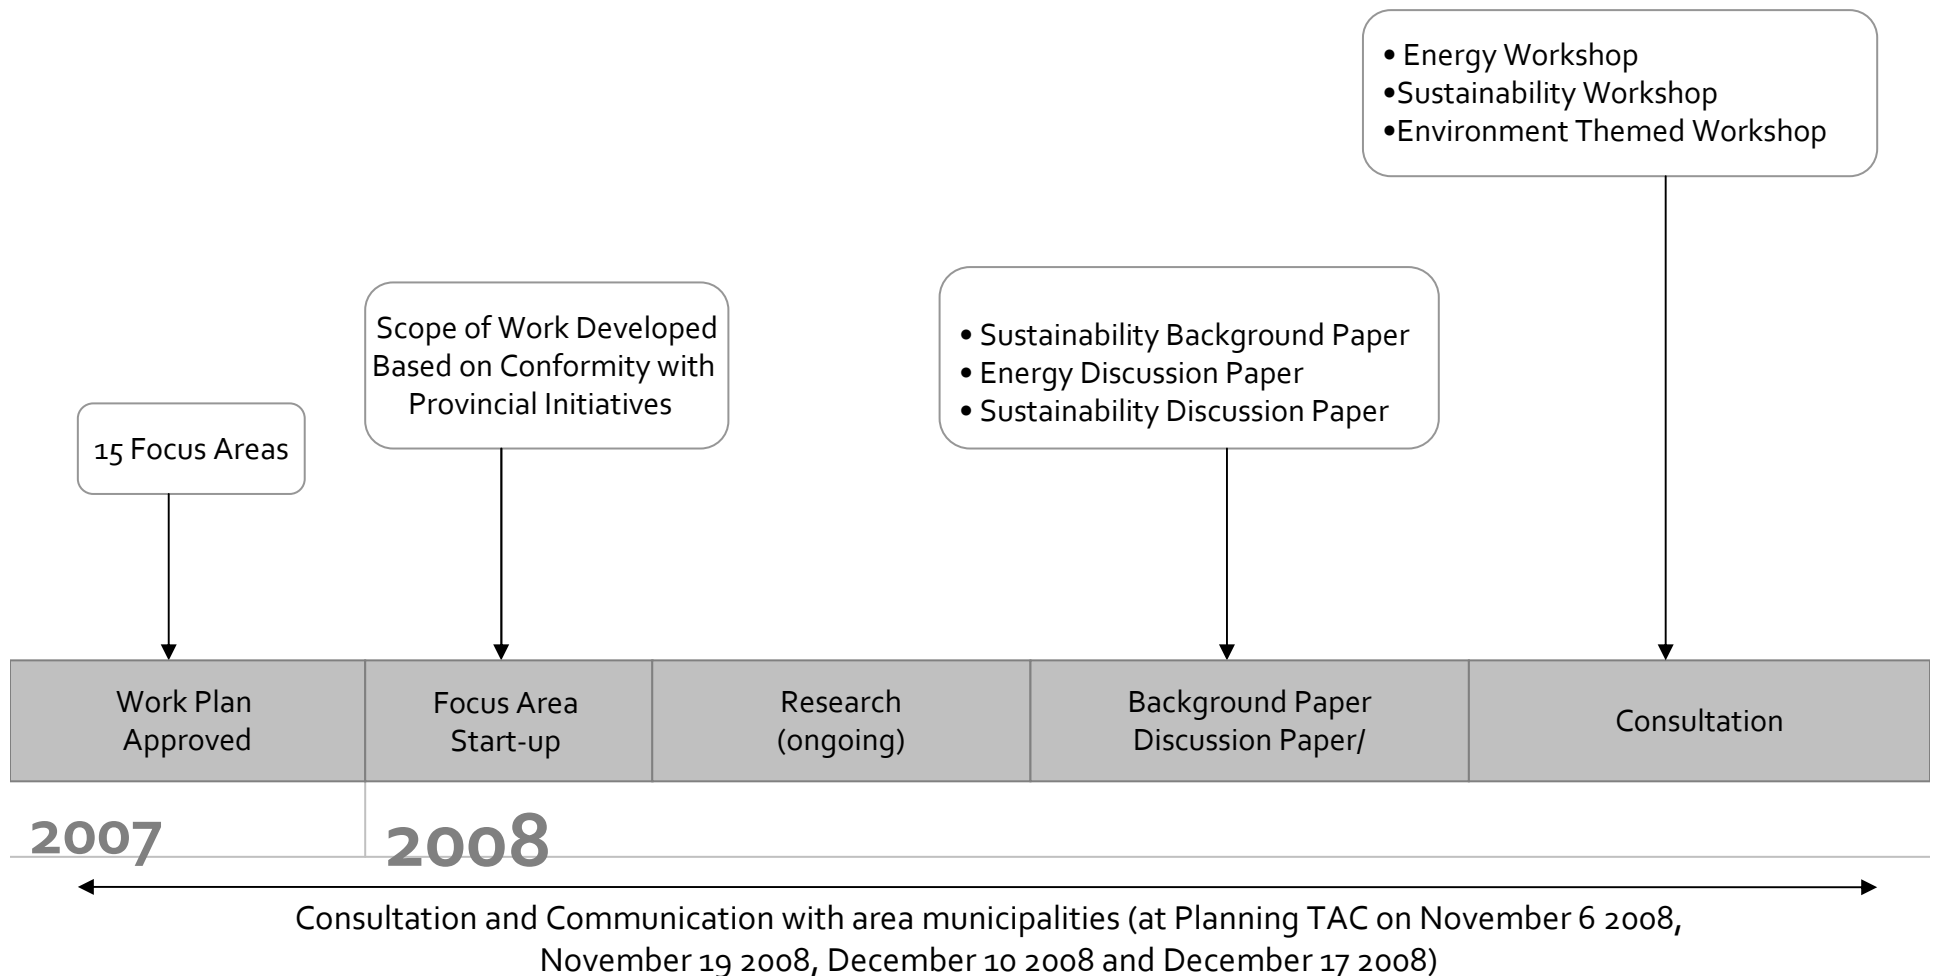 • Energy Workshop
•Sustainability Workshop
•Environment Themed Workshop
Scope of Work Developed
Based on Conformity with
Provincial Initiatives
• Sustainability Background Paper
• Energy Discussion Paper
• Sustainability Discussion Paper
15 Focus Areas
Work Plan
Approved
Focus Area
Start-up
Research
(ongoing)
Background Paper
Discussion Paper/
Consultation
2007
2008
Consultation and Communication with area municipalities (at Planning TAC on November 6 2008,
November 19 2008, December 10 2008 and December 17 2008)